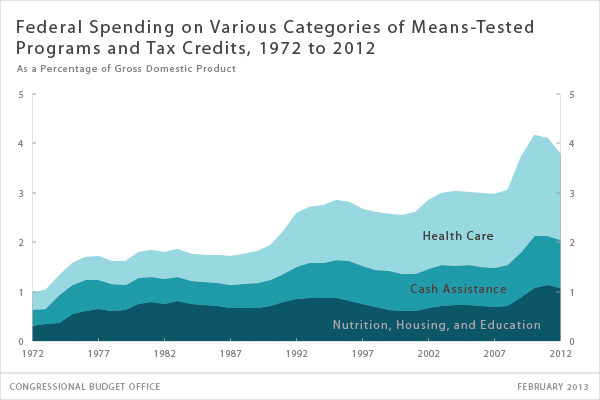 Federal Spending on Various Categories of Means-Tested
Programs and Tax Credits, 1972 to 2012
As a Percentage of Gross Domestic Product
5 5
4 4
3 3
2 2
1 1
0 0
Health Care
Cash Assistance
Nutrition, Housing, and Education
1972 1977 1982 1987 1992 1997 2002 2007 2012
CONGRESSIONAL BUDGET OFFICE FEBRUARY 2013